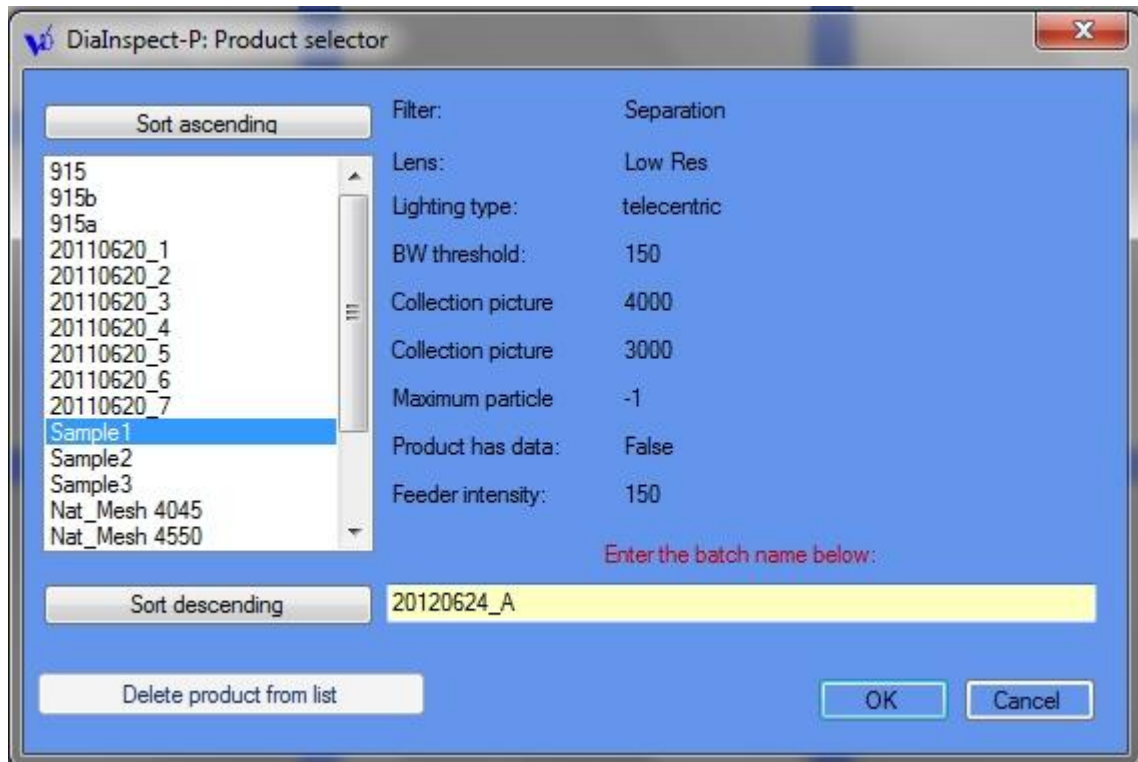 DiaInspect-P: Product selector
Sort ascending
915
915b
915a
20110620_1
20110620_2
20110620_3
20110620_4
20110620_5
20110620_6
20110620_7
Sample1
Sample2
Sample3
Nat_Mesh 4045
Nat_Mesh 4550
Sort descending
Delete product from list
Filter: Separation
Lens: Low Res
Lighting type: telecentric
BW threshold: 150
Collection picture 4000
Collection picture 3000
Maximum particle -1
Product has data: False
Feeder intensity: 150
Enter the batch name below:
20120624_A
OK Cancel